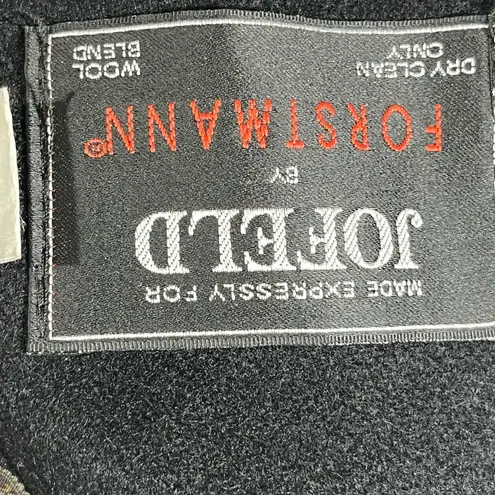 MADE EXPRESSLY FOR
JOFELD
BY
FORSTMANN®
DRY CLEAN
ONLY
WOOL
BLEND